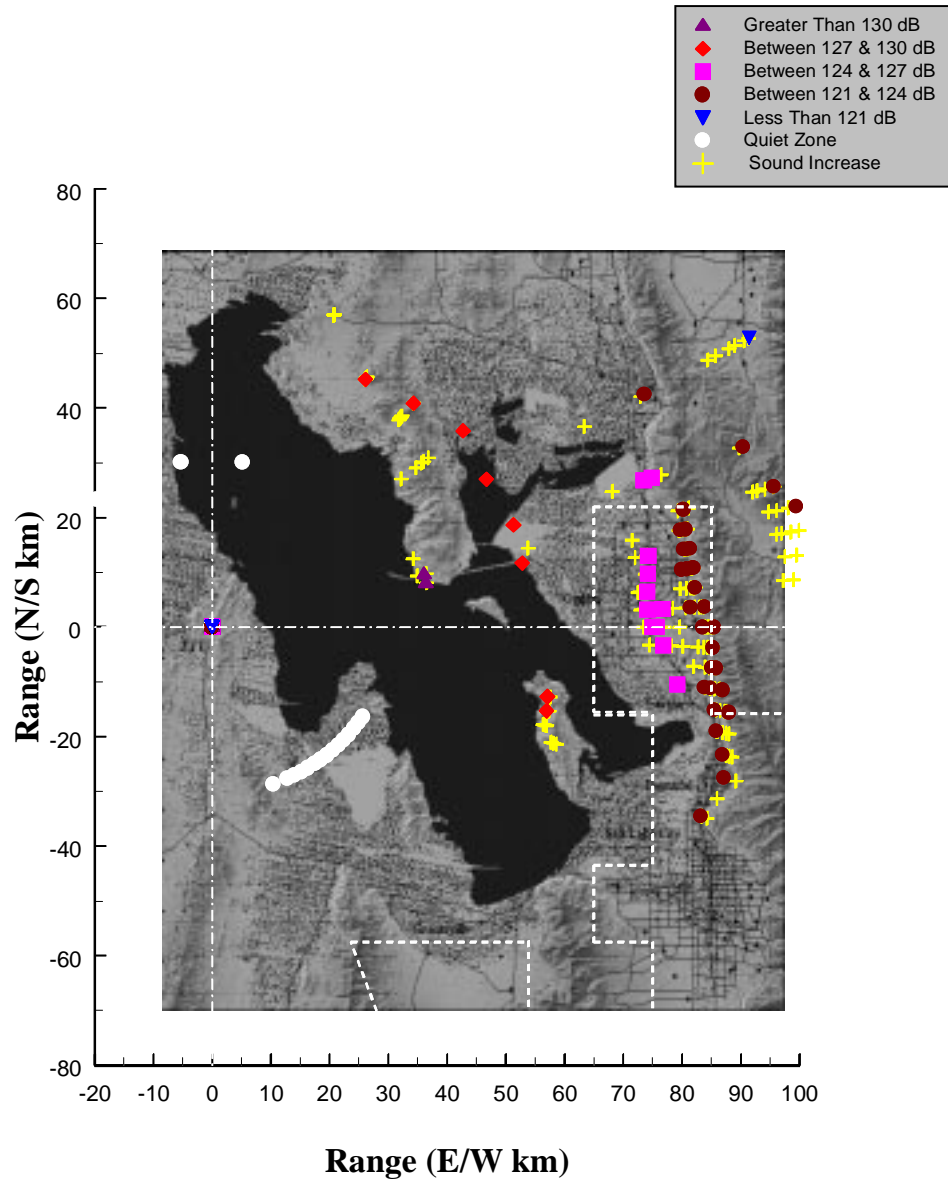 Greater Than 130 dB
Between 127 & 130 dB
Between 124 & 127 dB
Between 121 & 124 dB
Less Than 121 dB
Quiet Zone
Sound Increase
80
60
40
20
0
-20
-40
-60
-80
Range (N/S km)
-20 -10 0 10 20 30 40 50 60 70 80 90 100
Range (E/W km)